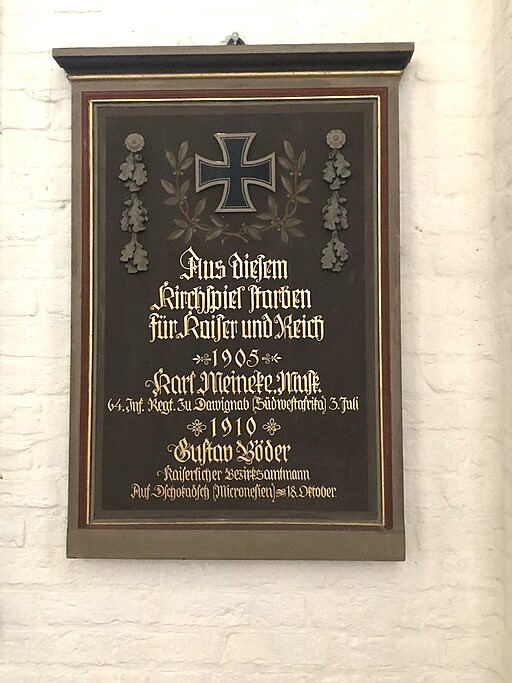 Aus diesem
Kirchspiel starben
für Kaiser und Reich
1905
Karl Meineke. Musk.
64. Inf. Regt. zu Dawignab (Südwestafrika) 3. Juli
1910
Gustav Böder
Kaiserlicher Bezirksamtmann
Auf Dschokadsch (Micronesien) 18. Oktober.